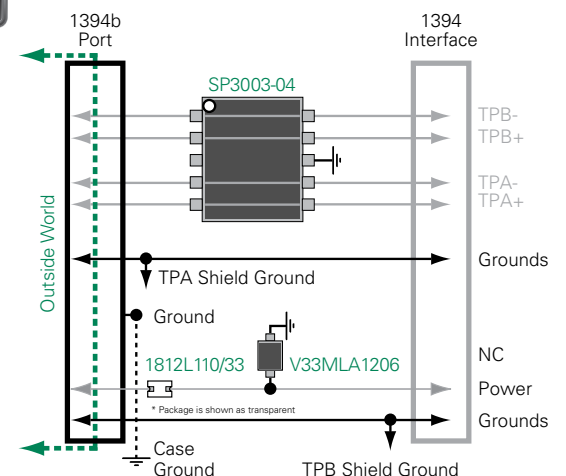 1394b
Port
1394
Interface
SP3003-04
TPB-
TPB+
TPA-
TPA+
Outside World
Grounds
TPA Shield Ground
Ground
NC
1812L110/33
V33MLA1206
Power
* Package is shown as transparent
Grounds
Case
Ground
TPB Shield Ground